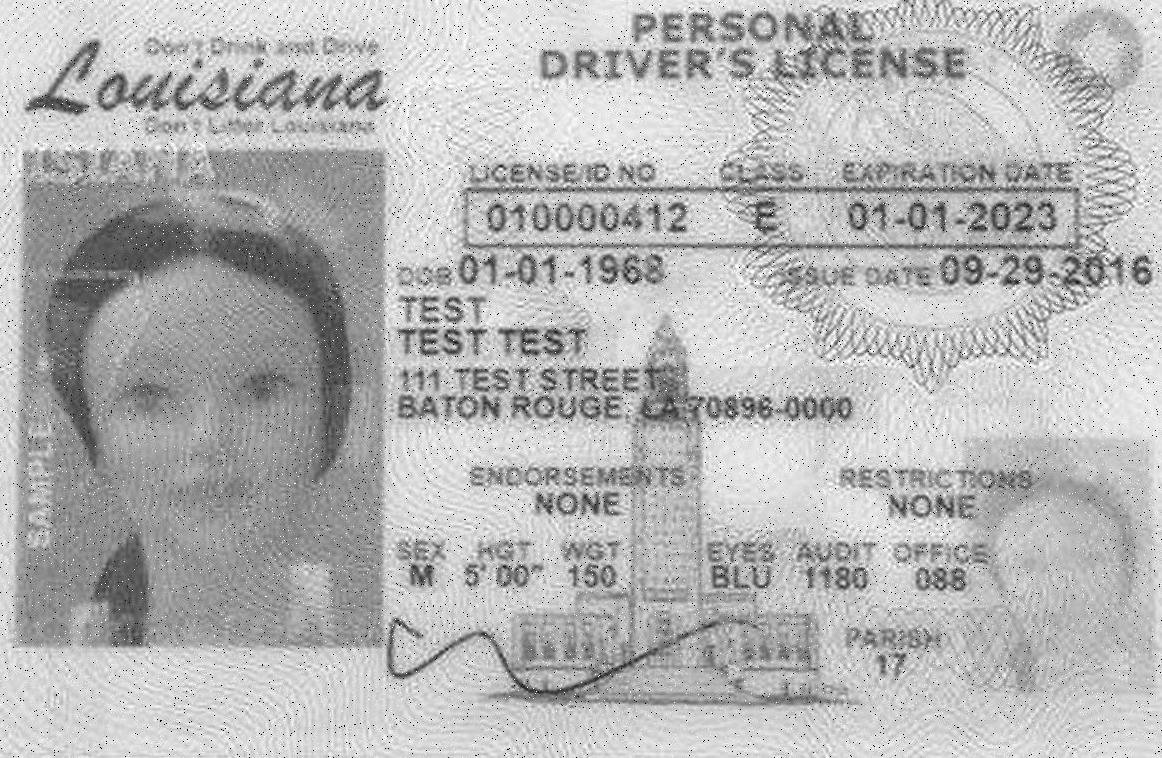 Don't Drink and Drive
Louisiana
Don't Litter Louisiana
PERSONAL
DRIVER'S LICENSE
LICENSE/ID NO CLASS EXPIRATION DATE
010000412 E 01-01-2023
DOB 01-01-1968 ISSUE DATE 09-29-2016
TEST
TEST TEST
111 TEST STREET
BATON ROUGE, LA 70896-0000
ENDORSEMENTS RESTRICTIONS
NONE NONE
SEX HGT WGT EYES AUDIT OFFICE
M 5' 00" 150 BLU 1180 088
PARISH
17
SAMPLE